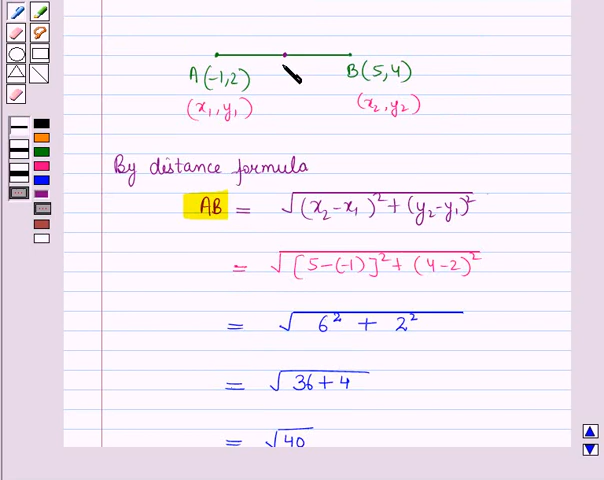 A(-1,2) B(5,4)
(x₁, y₁) (x₂, y₂)
By distance formula
AB = √(x₂-x₁)²+(y₂-y₁)²
= √[5-(-1)]²+(4-2)²
= √6² + 2²
= √36+4
= √40